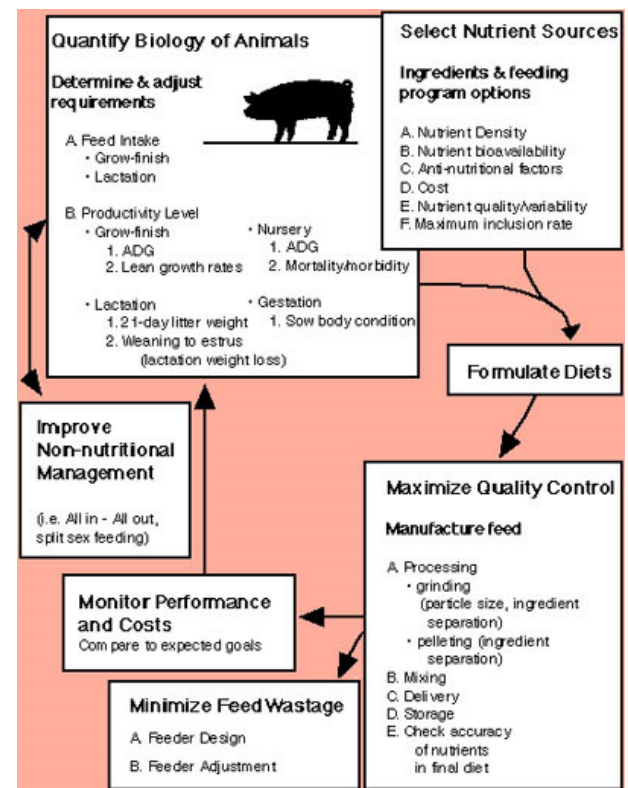 Quantify Biology of Animals
Determine & adjust
requirements
A. Feed Intake
• Grow-finish
• Lactation
B. Productivity Level
• Grow-finish
1. ADG
2. Lean growth rates
• Nursery
1. ADG
2. Mortality/morbidity
• Lactation
1. 21-day litter weight
2. Weaning to estrus
(lactation weight loss)
• Gestation
1. Sow body condition
Select Nutrient Sources
Ingredients & feeding
program options
A. Nutrient Density
B. Nutrient bioavailability
C. Anti-nutritional factors
D. Cost
E. Nutrient quality/variability
F. Maximum inclusion rate
Formulate Diets
Improve
Non-nutritional
Management
(i.e. All in - All out,
split sex feeding)
Maximize Quality Control
Manufacture feed
A. Processing
• grinding
(particle size, ingredient
separation)
• pelleting (ingredient
separation)
B. Mixing
C. Delivery
D. Storage
E. Check accuracy
of nutrients
in final diet
Monitor Performance
and Costs
Compare to expected goals
Minimize Feed Wastage
A. Feeder Design
B. Feeder Adjustment